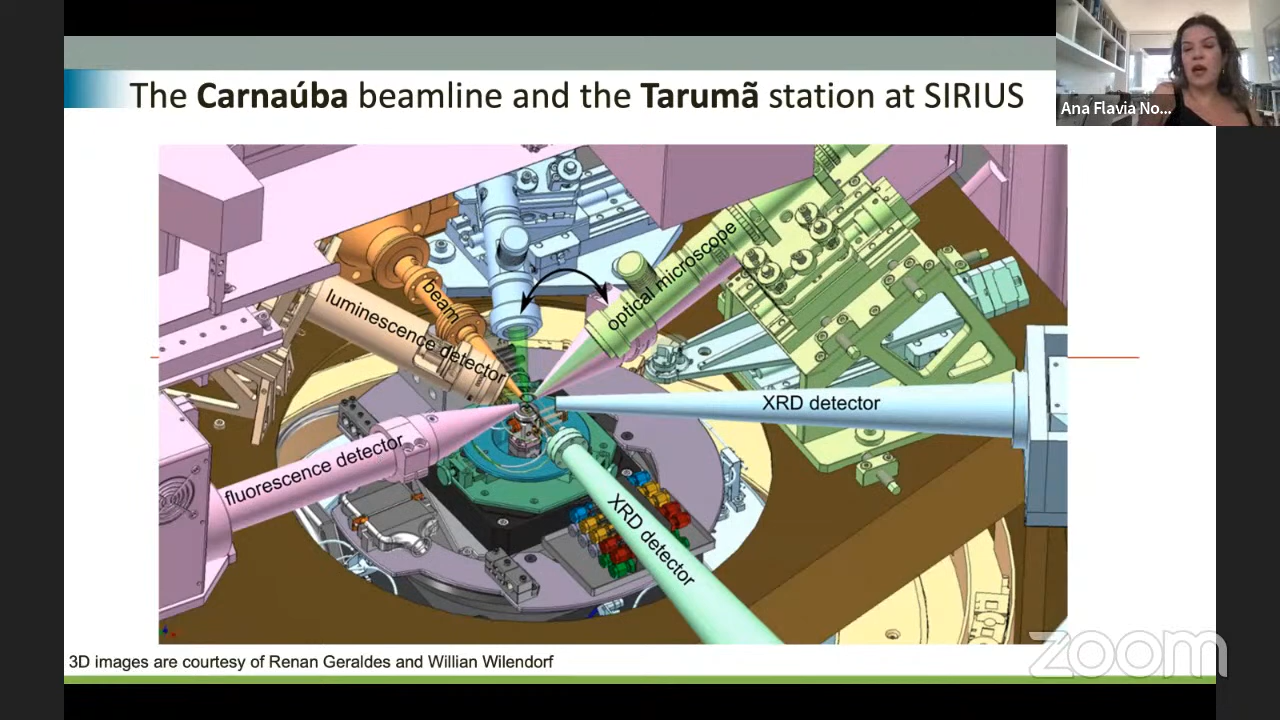 The Carnaúba beamline and the Tarumã station at SIRIUS
Ana Flavia No...
beam
luminescence detector
optical microscope
XRD detector
fluorescence detector
XRD detector
3D images are courtesy of Renan Geraldes and Willian Wilendorf
zoom